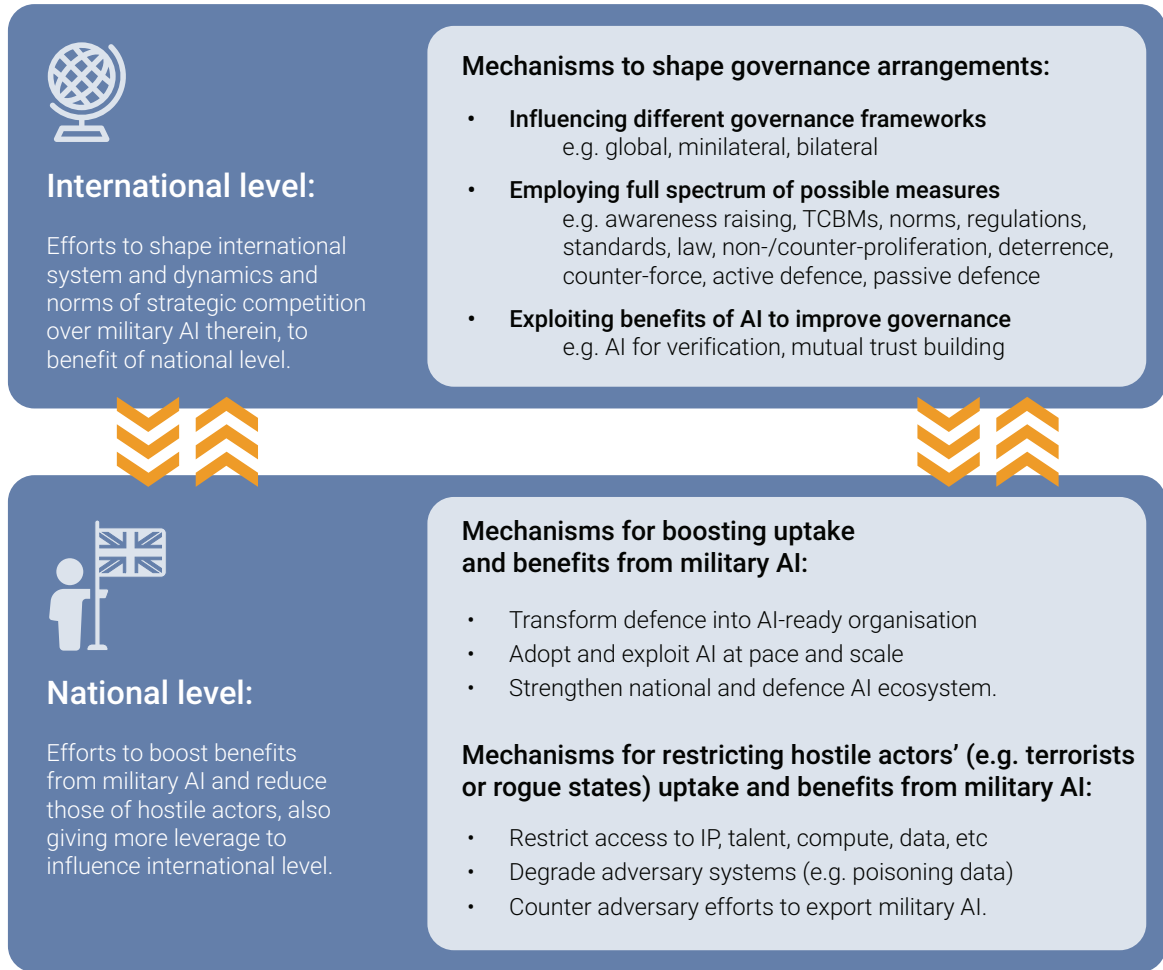 International level:
Efforts to shape international
system and dynamics and
norms of strategic competition
over military AI therein, to
benefit of national level.
Mechanisms to shape governance arrangements:
• Influencing different governance frameworks
e.g. global, minilateral, bilateral
• Employing full spectrum of possible measures
e.g. awareness raising, TCBMs, norms, regulations,
standards, law, non-/counter-proliferation, deterrence,
counter-force, active defence, passive defence
• Exploiting benefits of AI to improve governance
e.g. AI for verification, mutual trust building
National level:
Efforts to boost benefits
from military AI and reduce
those of hostile actors, also
giving more leverage to
influence international level.
Mechanisms for boosting uptake
and benefits from military AI:
• Transform defence into AI-ready organisation
• Adopt and exploit AI at pace and scale
• Strengthen national and defence AI ecosystem.
Mechanisms for restricting hostile actors’ (e.g. terrorists
or rogue states) uptake and benefits from military AI:
• Restrict access to IP, talent, compute, data, etc
• Degrade adversary systems (e.g. poisoning data)
• Counter adversary efforts to export military AI.